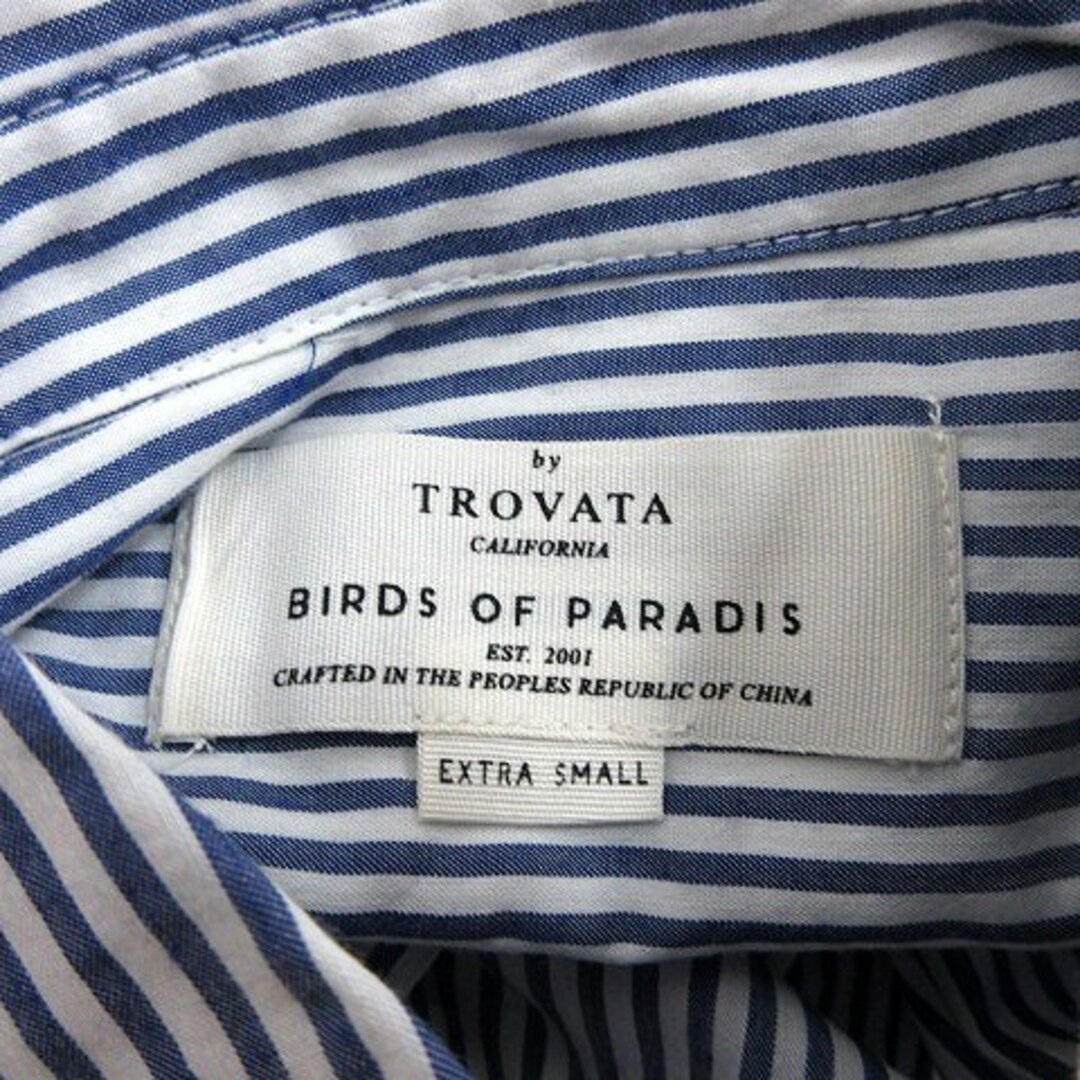 by
TROVATA
CALIFORNIA
BIRDS OF PARADIS
EST. 2001
CRAFTED IN THE PEOPLES REPUBLIC OF CHINA
EXTRA SMALL